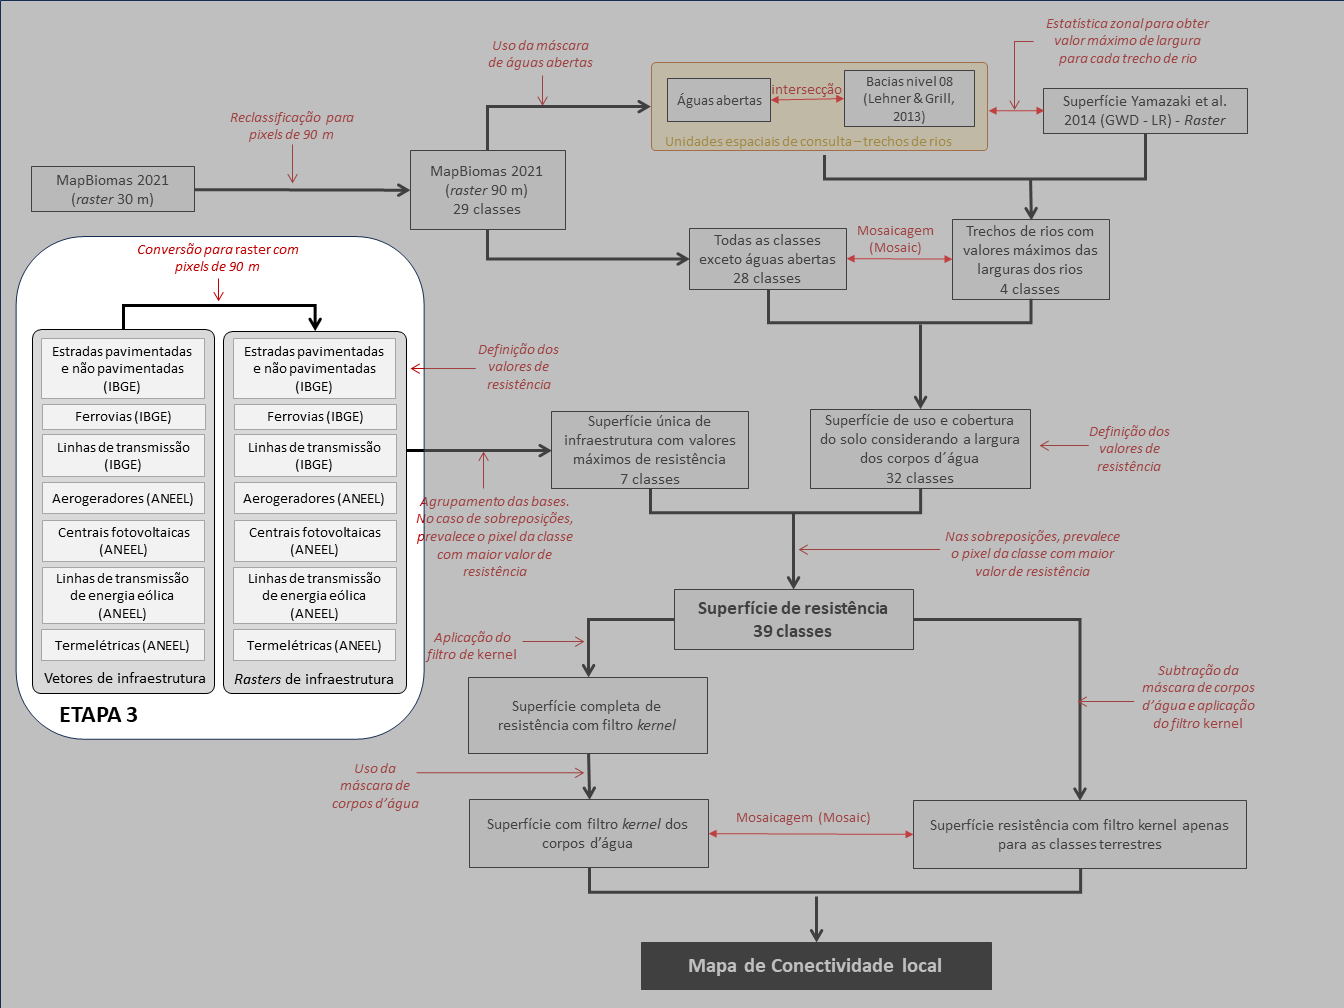 Estatística zonal para obter
valor máximo de largura
para cada trecho de rio
Uso da máscara
de águas abertas
Águas abertas
intersecção
Bacias nivel 08
(Lehner & Grill,
2013)
Unidades espaciais de consulta – trechos de rios
Superfície Yamazaki et al.
2014 (GWD - LR) - Raster
Reclassificação para
pixels de 90 m
MapBiomas 2021
(raster 30 m)
MapBiomas 2021
(raster 90 m)
29 classes
Todas as classes
exceto águas abertas
28 classes
Mosaicagem
(Mosaic)
Trechos de rios com
valores máximos das
larguras dos rios
4 classes
Conversão para raster com
pixels de 90 m
Estradas pavimentadas
e não pavimentadas
(IBGE)
Ferrovias (IBGE)
Linhas de transmissão
(IBGE)
Aerogeradores (ANEEL)
Centrais fotovoltaicas
(ANEEL)
Linhas de transmissão
de energia eólica
(ANEEL)
Termelétricas (ANEEL)
Vetores de infraestrutura
Estradas pavimentadas
e não pavimentadas
(IBGE)
Ferrovias (IBGE)
Linhas de transmissão
(IBGE)
Aerogeradores (ANEEL)
Centrais fotovoltaicas
(ANEEL)
Linhas de transmissão
de energia eólica
(ANEEL)
Termelétricas (ANEEL)
Rasters de infraestrutura
ETAPA 3
Definição dos
valores de
resistência
Agrupamento das bases.
No caso de sobreposições,
prevalece o pixel da classe
com maior valor de
resistência
Superfície única de
infraestrutura com valores
máximos de resistência
7 classes
Superfície de uso e cobertura
do solo considerando a largura
dos corpos d´água
32 classes
Definição dos
valores de
resistência
Nas sobreposições, prevalece
o pixel da classe com maior
valor de resistência
Superfície de resistência
39 classes
Aplicação do
filtro de kernel
Superfície completa de
resistência com filtro kernel
Subtração da
máscara de corpos
d'água e aplicação
do filtro kernel
Uso da
máscara de
corpos d'água
Superfície com filtro kernel dos
corpos d'água
Mosaicagem (Mosaic)
Superfície resistência com filtro kernel apenas
para as classes terrestres
Mapa de Conectividade local